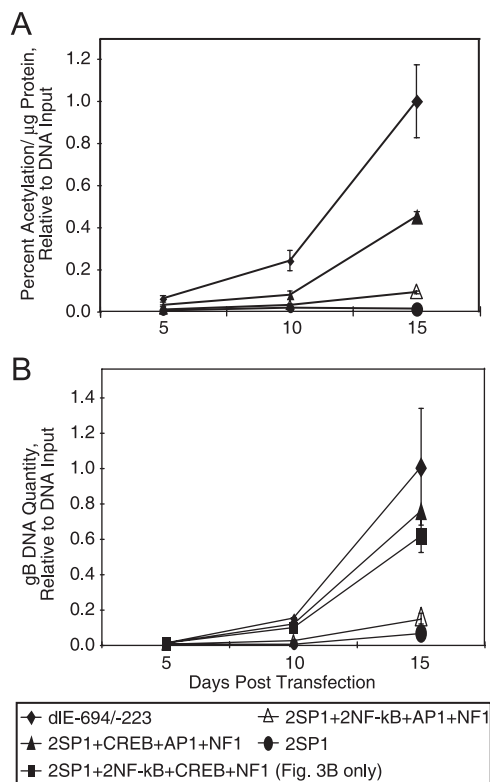 A
Percent Acetylation/ μg Protein,
Relative to DNA Input
1.2
1.0
0.8
0.6
0.4
0.2
0.0
5 10 15
B
gB DNA Quantity,
Relative to DNA Input
1.4
1.2
1.0
0.8
0.6
0.4
0.2
0.0
5 10 15
Days Post Transfection
dIE-694/-223
2SP1+CREB+AP1+NF1
2SP1+2NF-kB+CREB+NF1 (Fig. 3B only)
2SP1+2NF-kB+AP1+NF1
2SP1